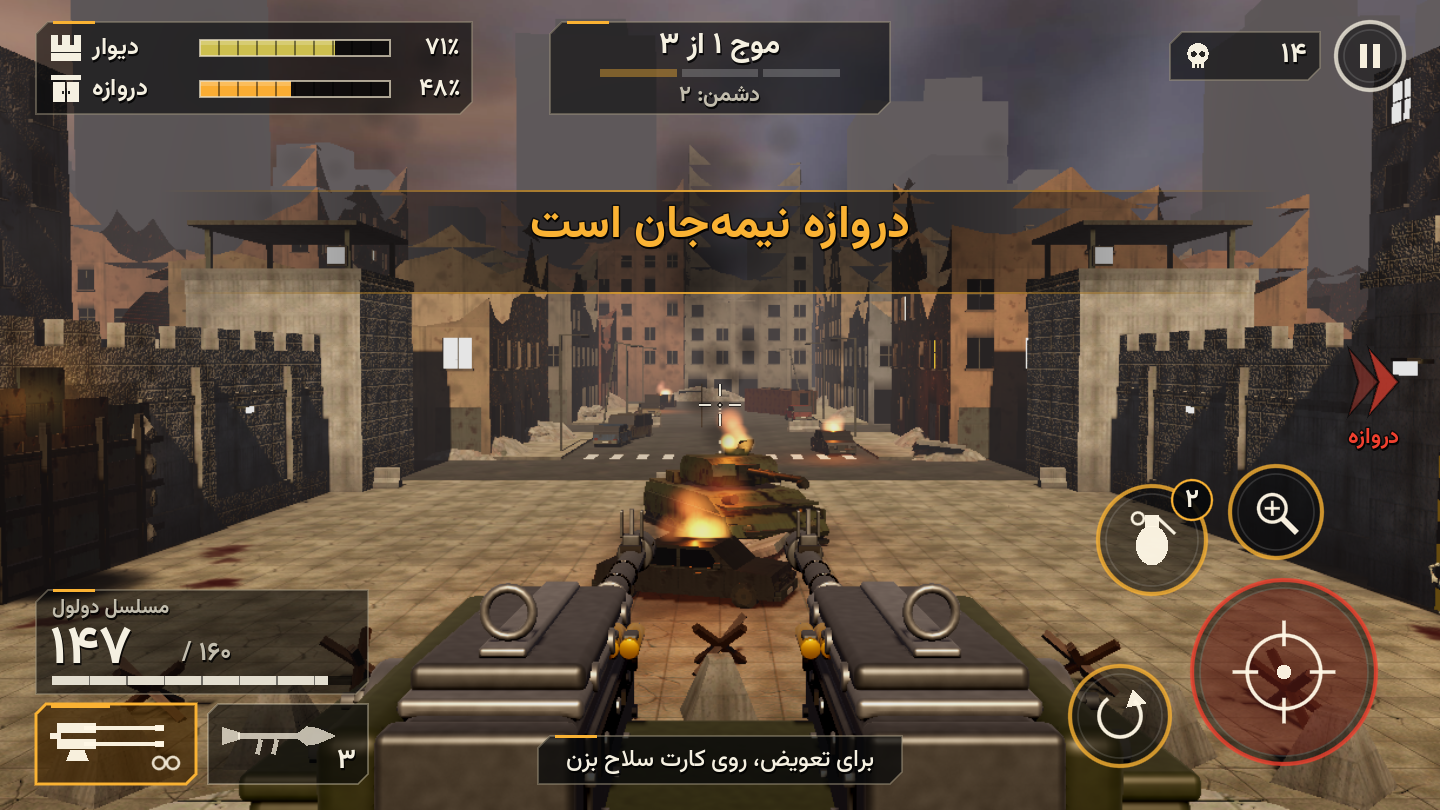 دیوار ۷۱٪
دروازه ۴۸٪
موج ۱ از ۳
دشمن: ۲
۱۴
دروازه نیمه‌جان است
دروازه
۲
مسلسل دولول
۱۴۷ / ۱۶۰
∞
۳
برای تعویض، روی کارت سلاح بزن